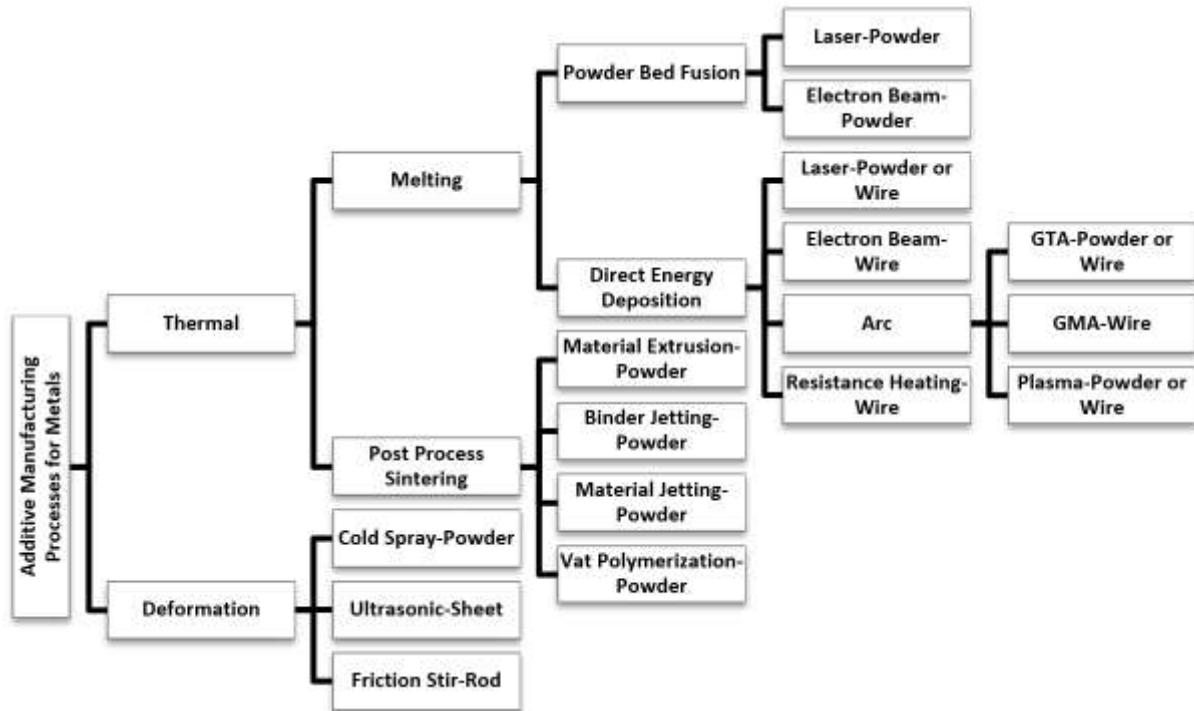 Additive Manufacturing
Processes for Metals
Thermal
Deformation
Melting
Post Process
Sintering
Cold Spray-Powder
Ultrasonic-Sheet
Friction Stir-Rod
Powder Bed Fusion
Direct Energy
Deposition
Material Extrusion-
Powder
Binder Jetting-
Powder
Material Jetting-
Powder
Vat Polymerization-
Powder
Laser-Powder
Electron Beam-
Powder
Laser-Powder or
Wire
Electron Beam-
Wire
Arc
Resistance Heating-
Wire
GTA-Powder or
Wire
GMA-Wire
Plasma-Powder or
Wire